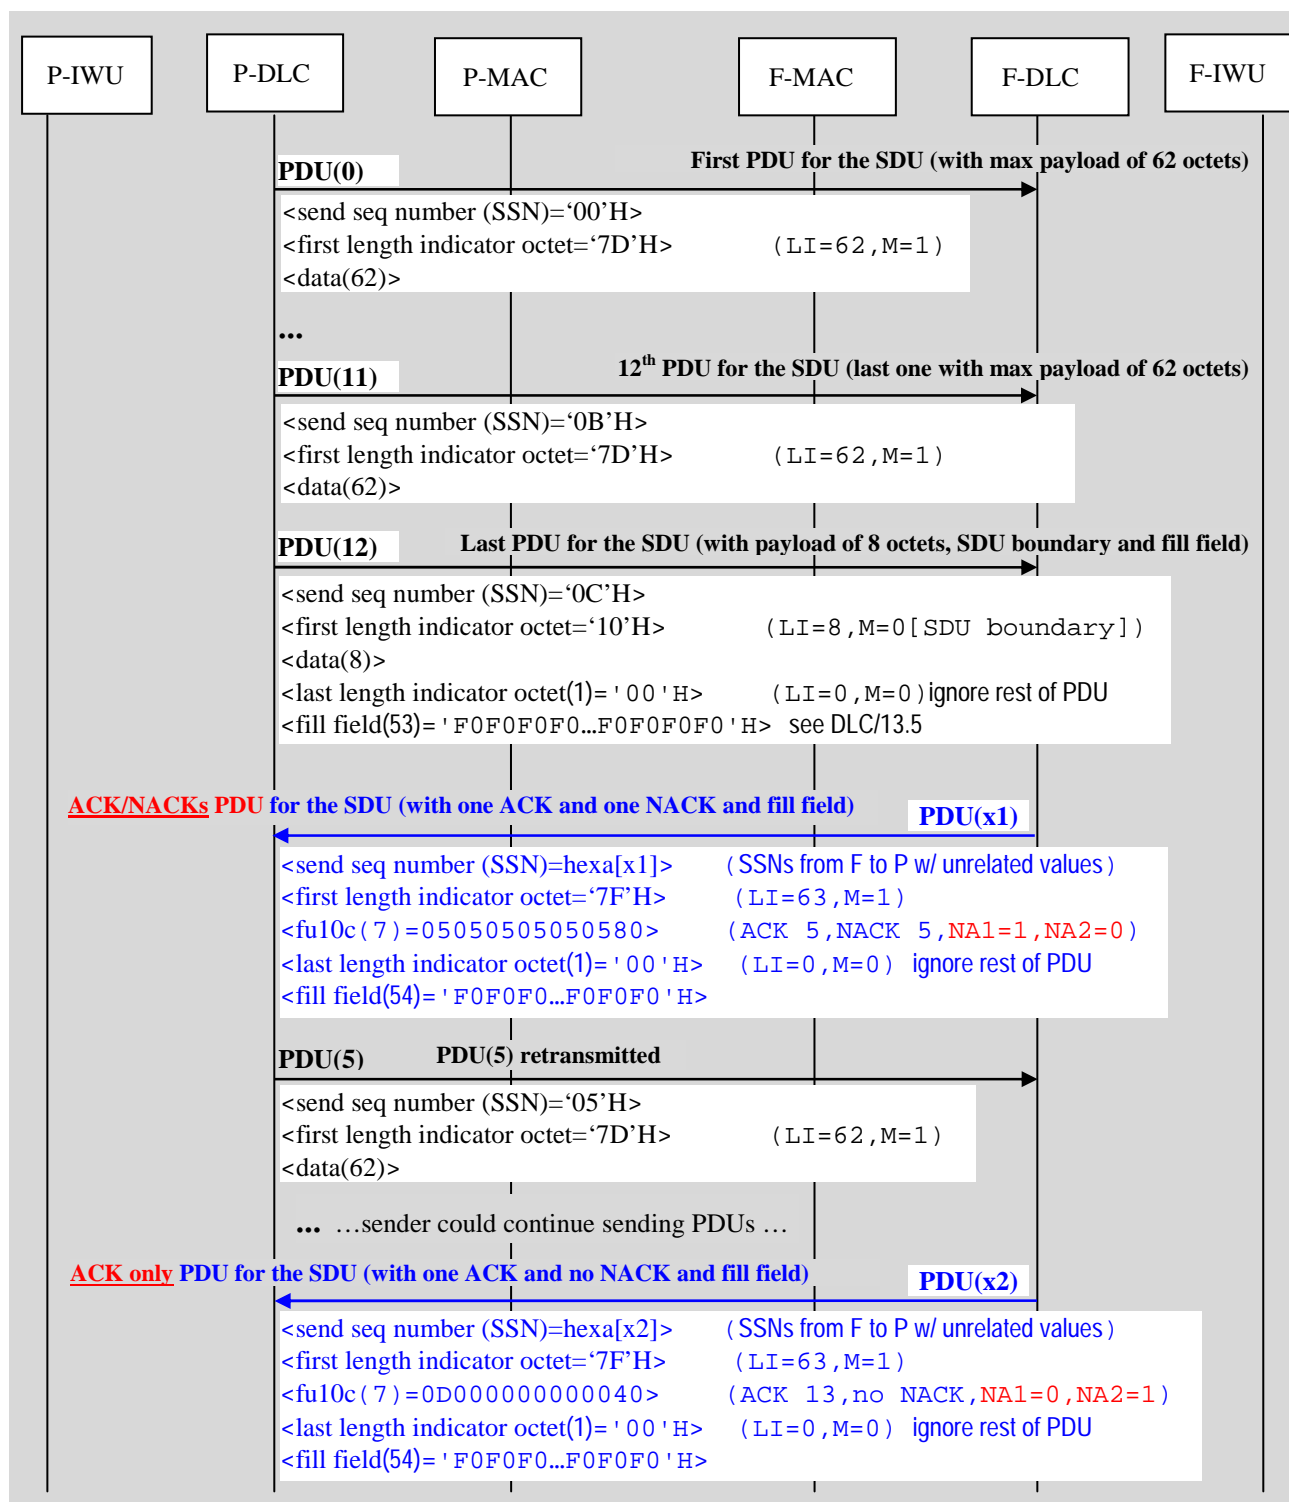 P-IWU P-DLC P-MAC F-MAC F-DLC F-IWU
PDU(0) First PDU for the SDU (with max payload of 62 octets)
<send seq number (SSN)=‘00’H>
<first length indicator octet=‘7D’H> (LI=62,M=1)
<data(62)>
...
PDU(11) 12th PDU for the SDU (last one with max payload of 62 octets)
<send seq number (SSN)=‘0B’H>
<first length indicator octet=‘7D’H> (LI=62,M=1)
<data(62)>
PDU(12) Last PDU for the SDU (with payload of 8 octets, SDU boundary and fill field)
<send seq number (SSN)=‘0C’H>
<first length indicator octet=‘10’H> (LI=8,M=0[SDU boundary])
<data(8)>
<last length indicator octet(1)='00'H> (LI=0,M=0)ignore rest of PDU
<fill field(53)='F0F0F0F0…F0F0F0F0'H> see DLC/13.5
ACK/NACKs PDU for the SDU (with one ACK and one NACK and fill field) PDU(x1)
<send seq number (SSN)=hexa[x1]> (SSNs from F to P w/ unrelated values)
<first length indicator octet=‘7F’H> (LI=63,M=1)
<fu10c(7)=05050505050580> (ACK 5,NACK 5,NA1=1,NA2=0)
<last length indicator octet(1)='00'H> (LI=0,M=0) ignore rest of PDU
<fill field(54)='F0F0F0…F0F0F0'H>
PDU(5) PDU(5) retransmitted
<send seq number (SSN)=‘05’H>
<first length indicator octet=‘7D’H> (LI=62,M=1)
<data(62)>
... …sender could continue sending PDUs …
ACK only PDU for the SDU (with one ACK and no NACK and fill field) PDU(x2)
<send seq number (SSN)=hexa[x2]> (SSNs from F to P w/ unrelated values)
<first length indicator octet=‘7F’H> (LI=63,M=1)
<fu10c(7)=0D000000000040> (ACK 13,no NACK,NA1=0,NA2=1)
<last length indicator octet(1)='00'H> (LI=0,M=0) ignore rest of PDU
<fill field(54)='F0F0F0…F0F0F0'H>